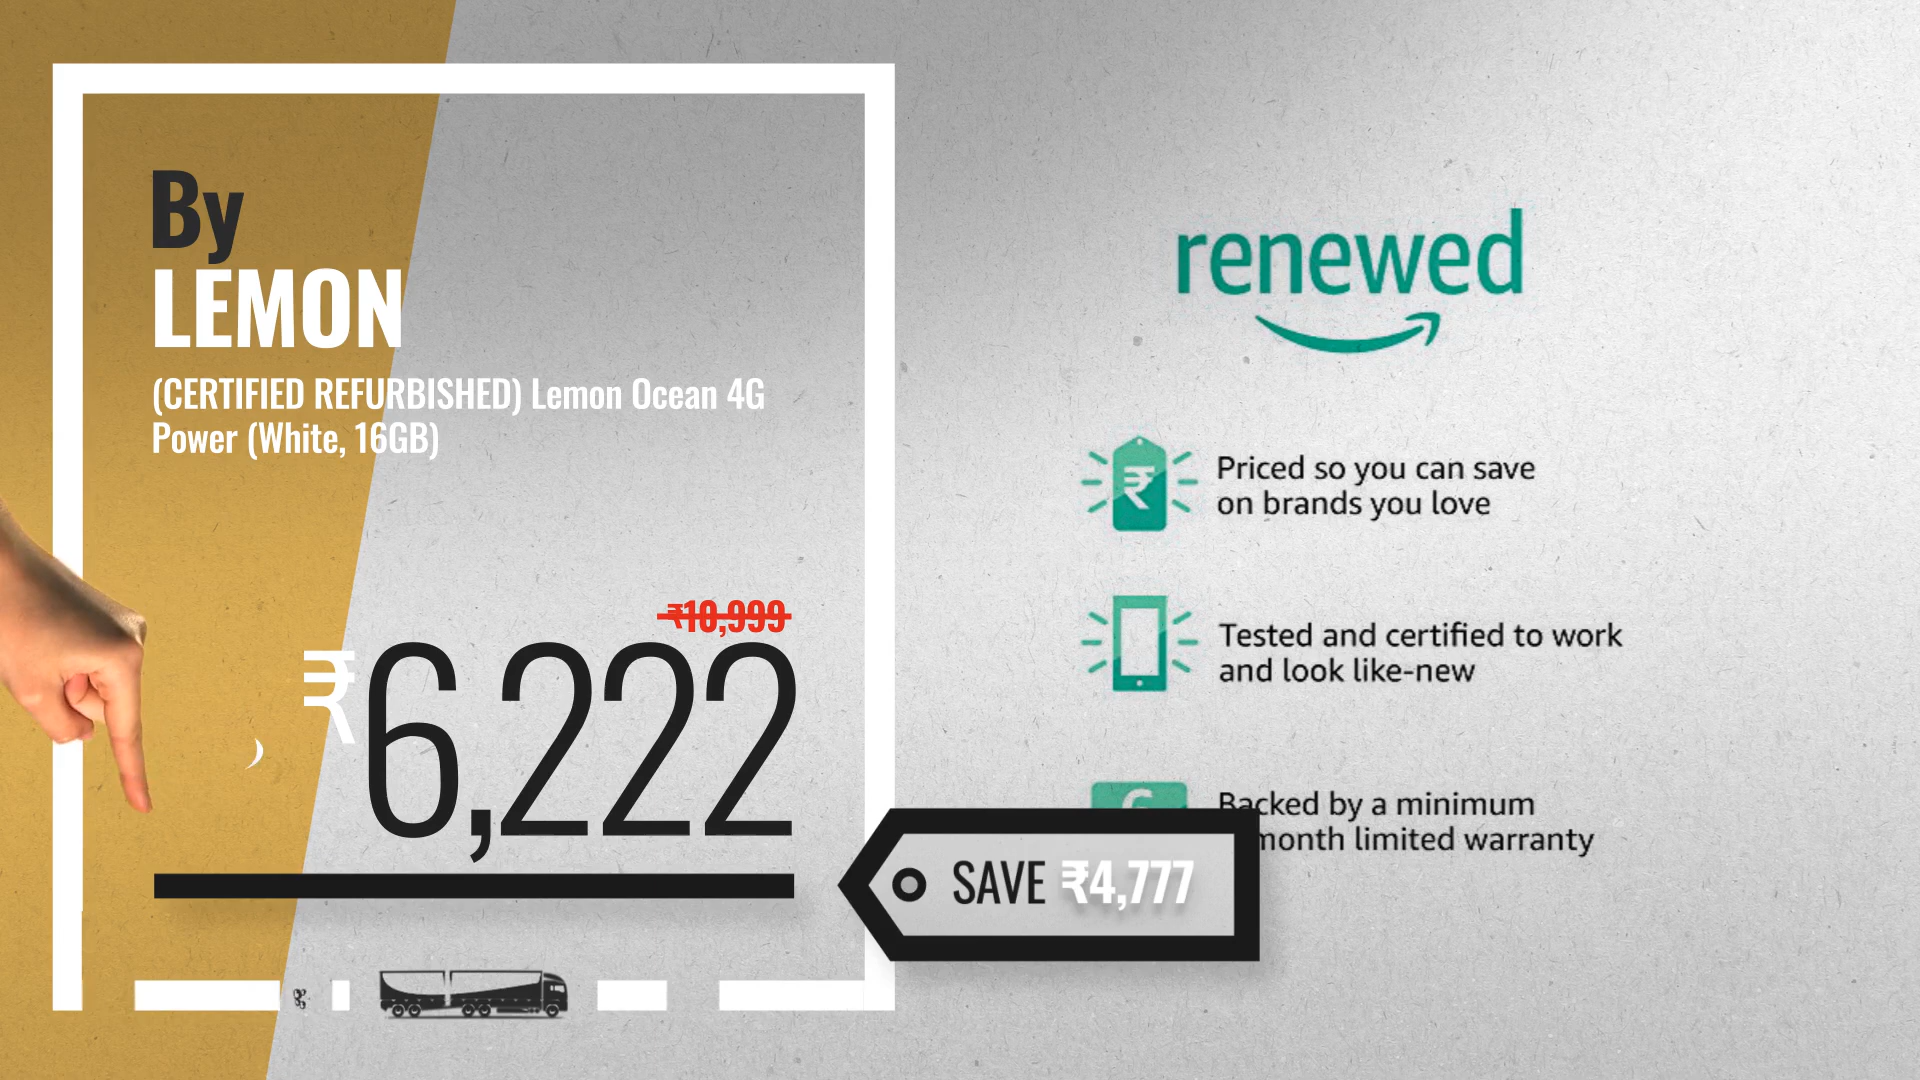 By
LEMON
(CERTIFIED REFURBISHED) Lemon Ocean 4G
Power (White, 16GB)
₹10,999
₹6,222
renewed
₹
Priced so you can save
on brands you love
Tested and certified to work
and look like-new
Backed by a minimum
month limited warranty
SAVE ₹4,777